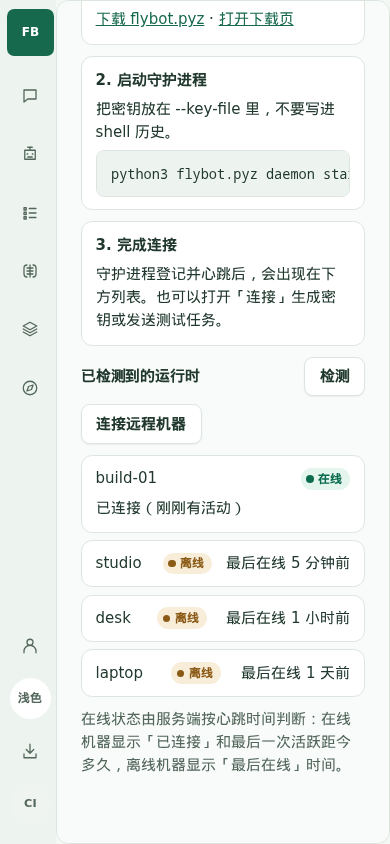 FB
下载 flybot.pyz · 打开下载页
2. 启动守护进程
把密钥放在 --key-file 里，不要写进
shell 历史。
python3 flybot.pyz daemon sta
3. 完成连接
守护进程登记并心跳后，会出现在下
方列表。也可以打开「连接」生成密
钥或发送测试任务。
已检测到的运行时
检测
连接远程机器
build-01
在线
已连接（刚刚有活动）
studio 离线 最后在线 5 分钟前
desk 离线 最后在线 1 小时前
laptop 离线 最后在线 1 天前
在线状态由服务端按心跳时间判断：在线
机器显示「已连接」和最后一次活跃距今
多久，离线机器显示「最后在线」时间。
浅色
CI